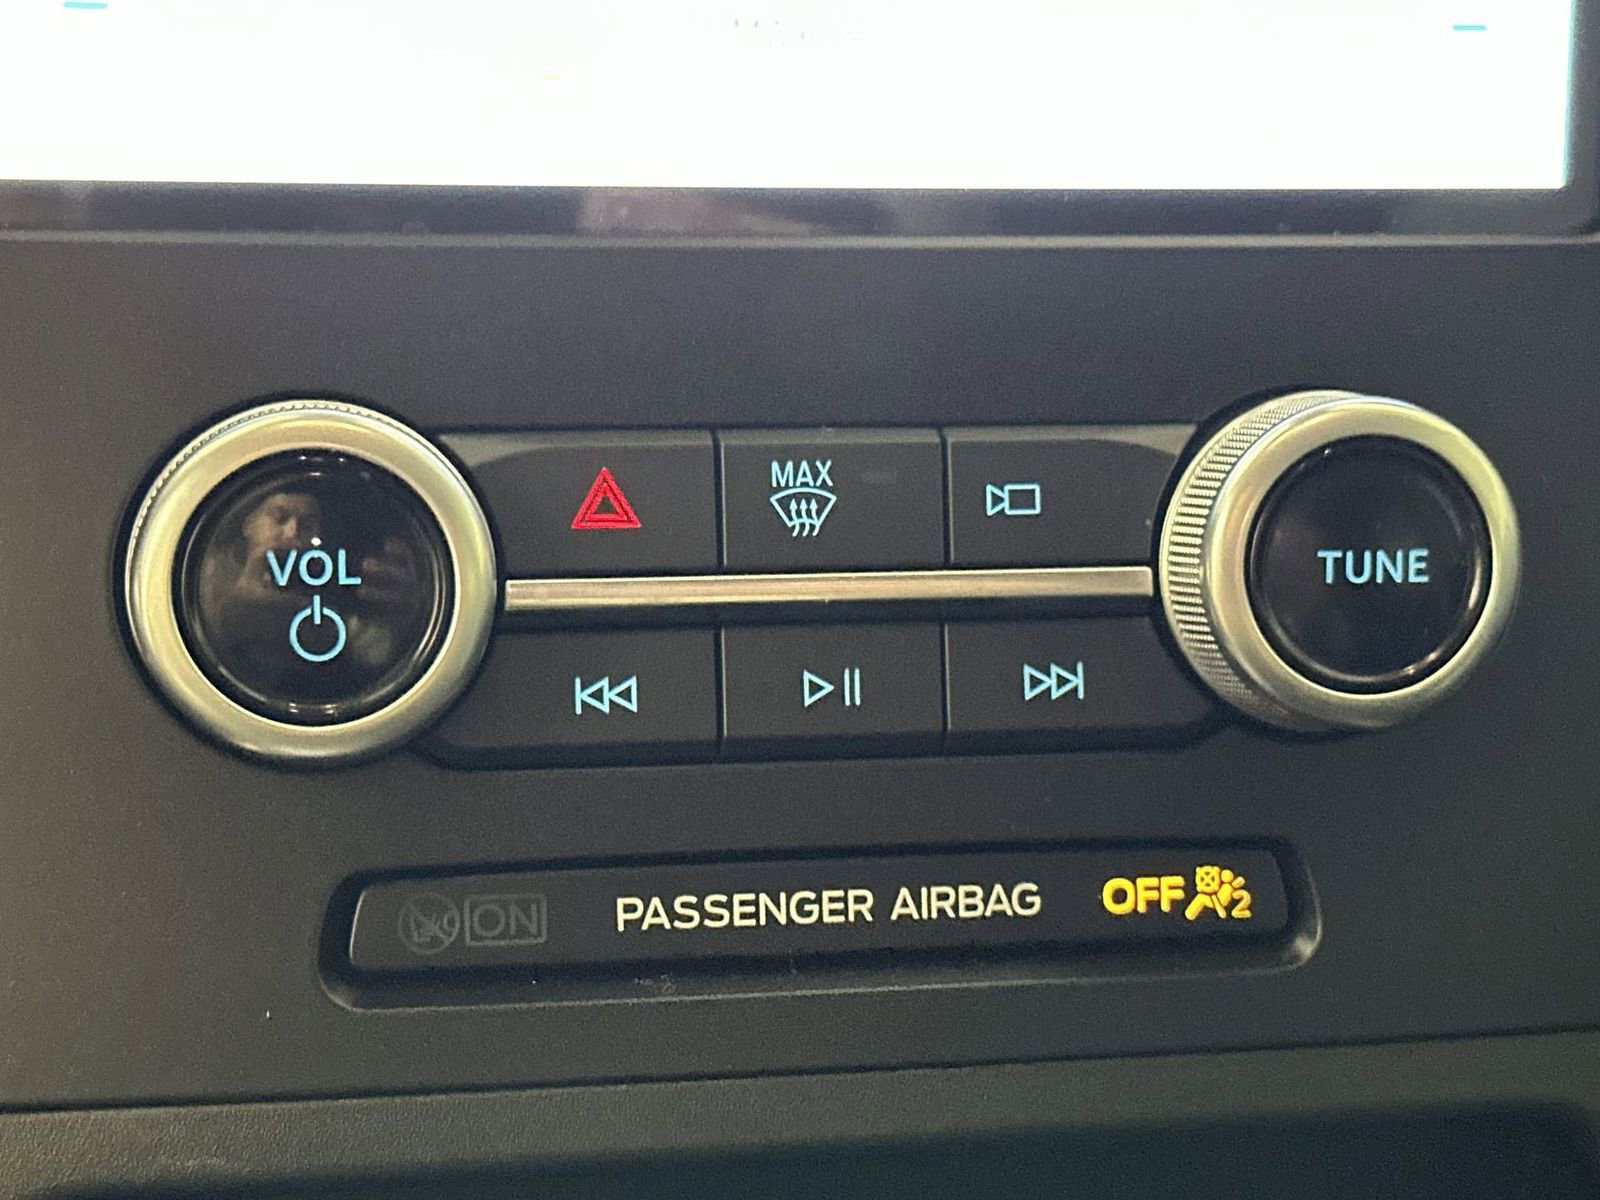 MAX
VOL
TUNE
ON
PASSENGER AIRBAG
OFF 2